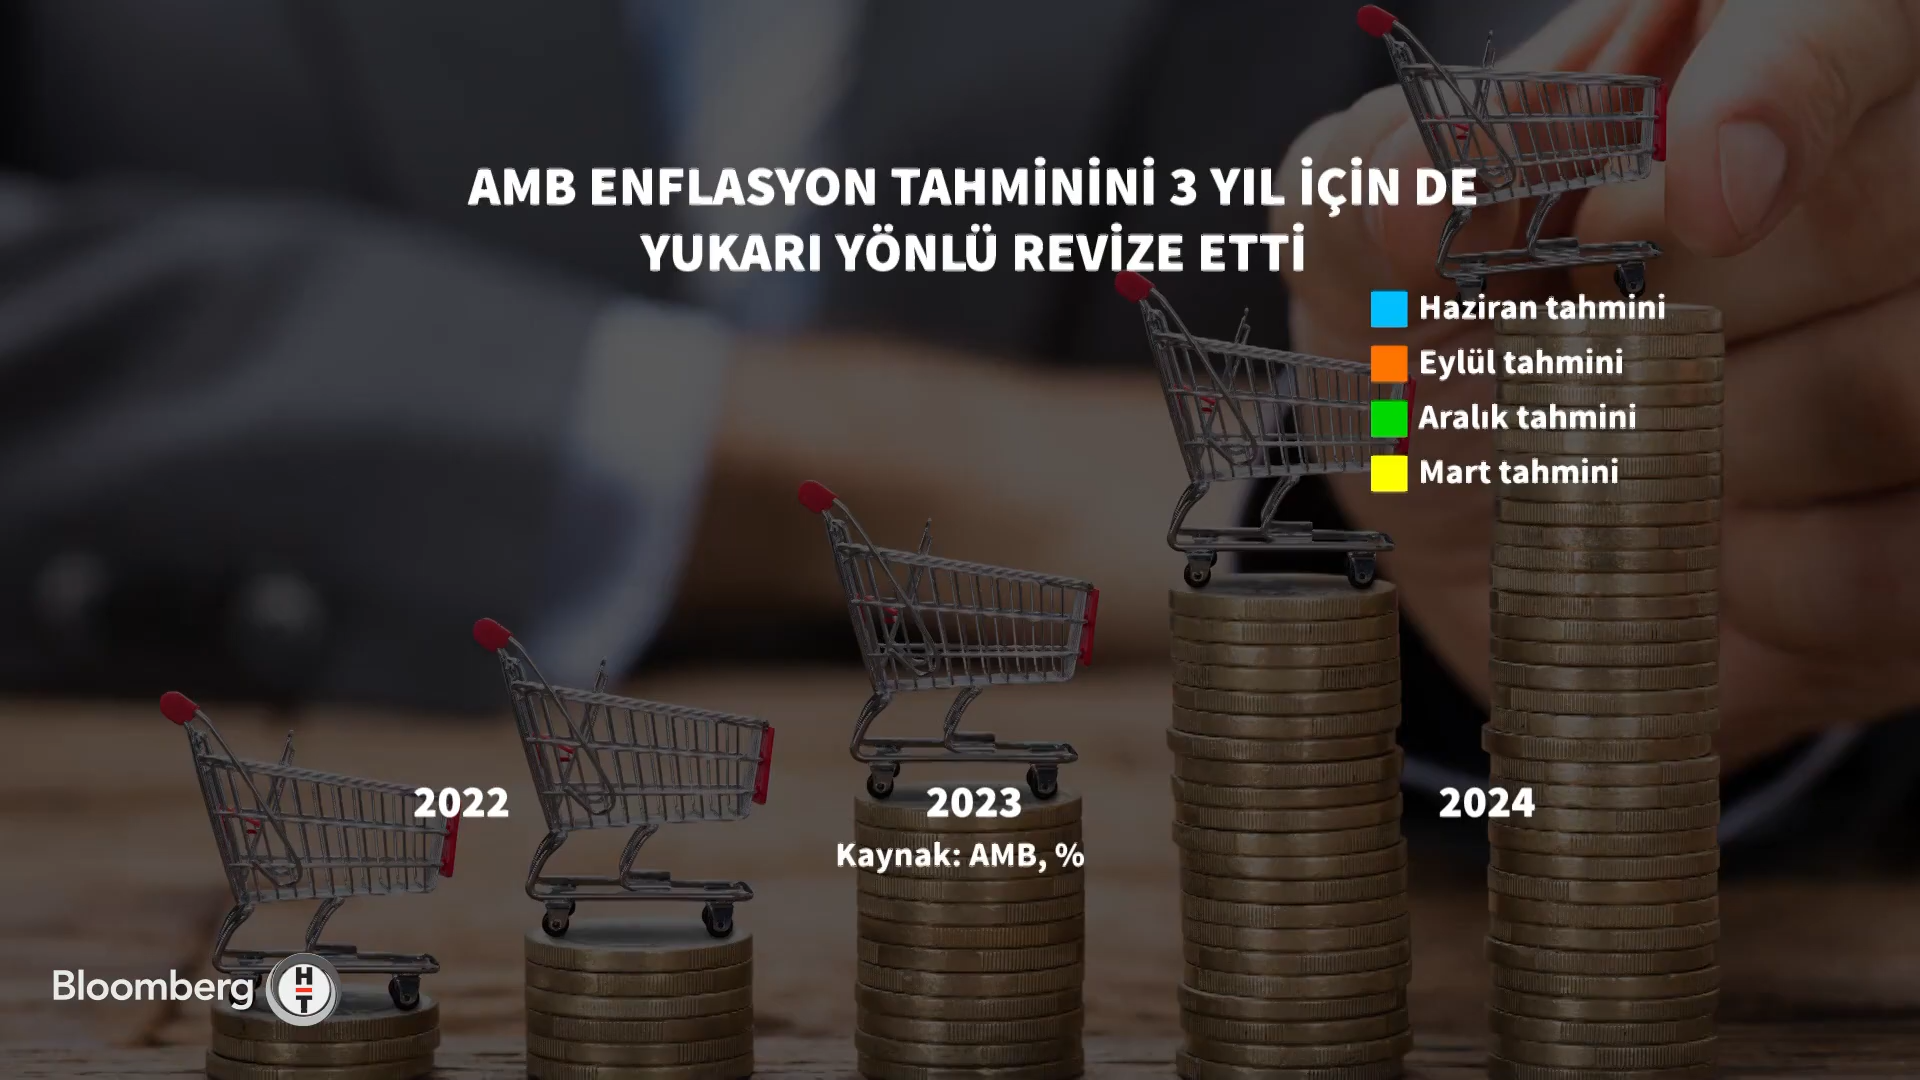 AMB ENFLASYON TAHMİNİNİ 3 YIL İÇİN DE
YUKARI YÖNLÜ REVİZE ETTİ
Haziran tahmini
Eylül tahmini
Aralık tahmini
Mart tahmini
2022
2023
2024
Kaynak: AMB, %
Bloomberg HT